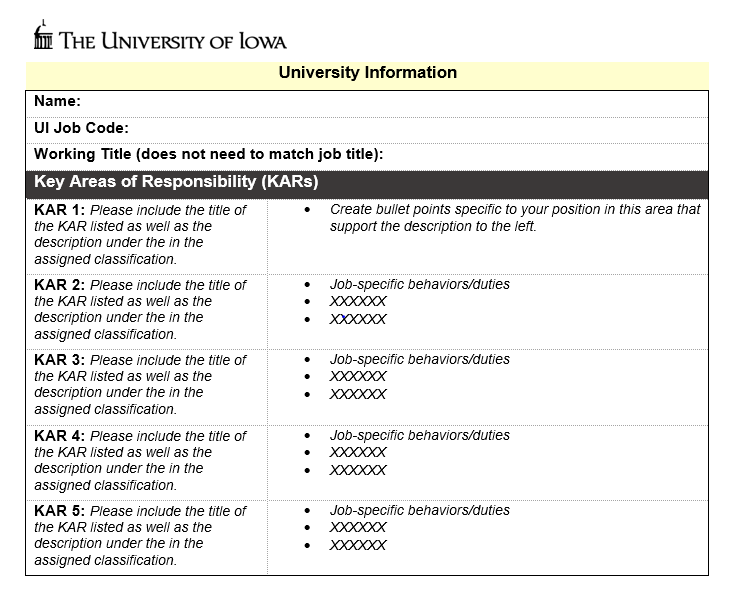 THE UNIVERSITY OF IOWA
University Information
Name:
UI Job Code:
Working Title (does not need to match job title):
Key Areas of Responsibility (KARs)
KAR 1: Please include the title of
the KAR listed as well as the
description under the in the
assigned classification.
• Create bullet points specific to your position in this area that
support the description to the left.
KAR 2: Please include the title of
the KAR listed as well as the
description under the in the
assigned classification.
• Job-specific behaviors/duties
• XXXXXX
• XXXXXX
KAR 3: Please include the title of
the KAR listed as well as the
description under the in the
assigned classification.
• Job-specific behaviors/duties
• XXXXXX
• XXXXXX
KAR 4: Please include the title of
the KAR listed as well as the
description under the in the
assigned classification.
• Job-specific behaviors/duties
• XXXXXX
• XXXXXX
KAR 5: Please include the title of
the KAR listed as well as the
description under the in the
assigned classification.
• Job-specific behaviors/duties
• XXXXXX
• XXXXXX